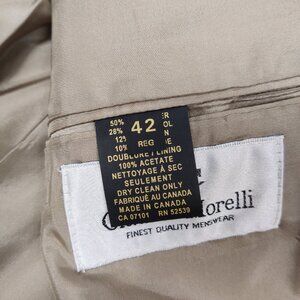 50%
28%
12%
10%
42
REG
DOUBLURE / LINING
100% ACETATE
NETTOYAGE À SEC
SEULEMENT
DRY CLEAN ONLY
FABRIQUÉ AU CANADA
MADE IN CANADA
CA 07101 RN 52539
FINEST QUALITY MENSWEAR